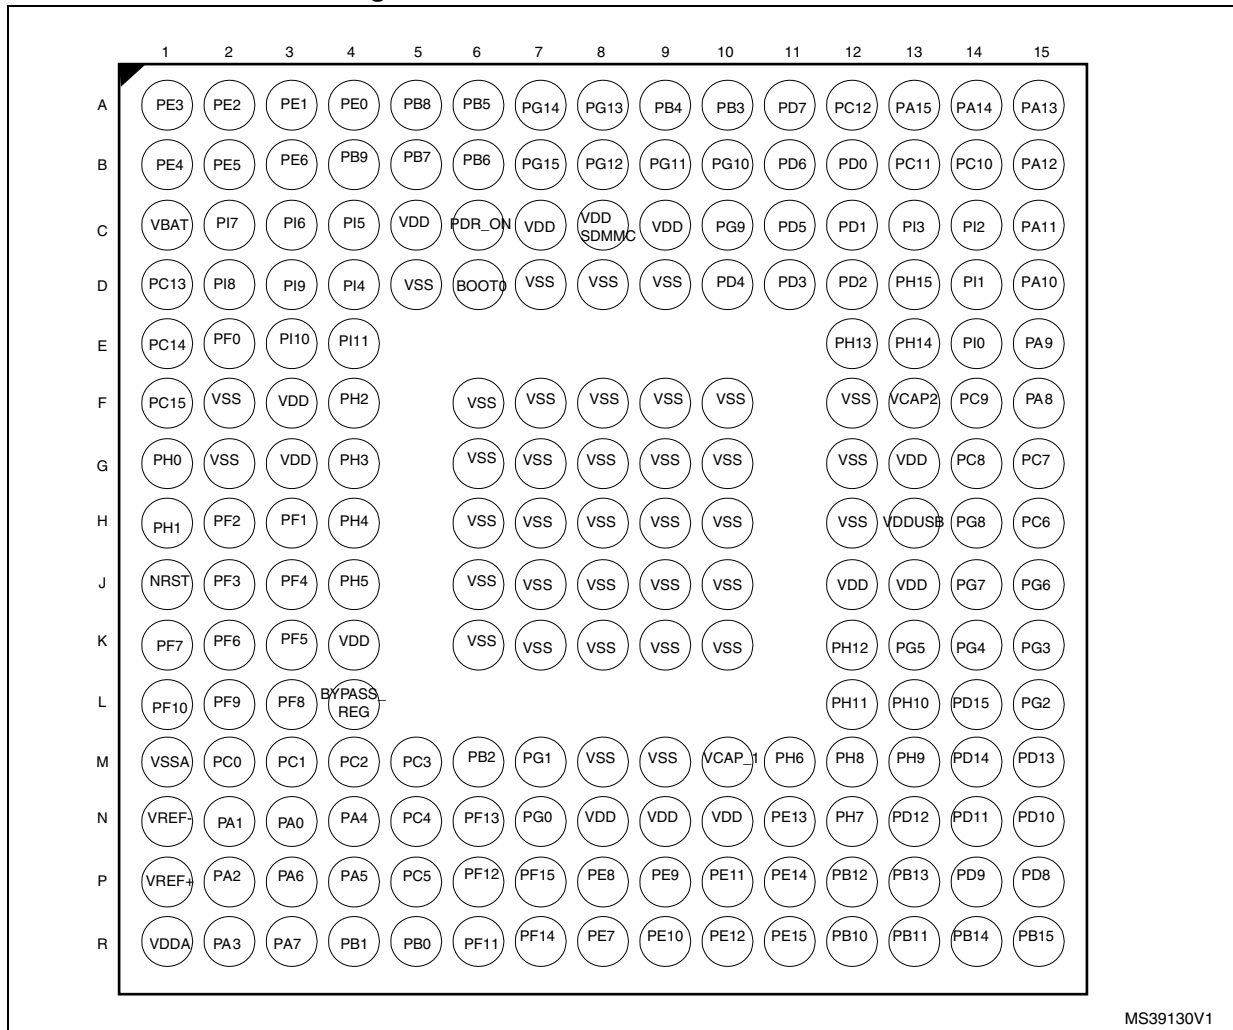 1 2 3 4 5 6 7 8 9 10 11 12 13 14 15
A PE3 PE2 PE1 PE0 PB8 PB5 PG14 PG13 PB4 PB3 PD7 PC12 PA15 PA14 PA13
B PE4 PE5 PE6 PB9 PB7 PB6 PG15 PG12 PG11 PG10 PD6 PD0 PC11 PC10 PA12
C VBAT PI7 PI6 PI5 VDD PDR_ON VDD VDD SDMMC VDD PG9 PD5 PD1 PI3 PI2 PA11
D PC13 PI8 PI9 PI4 VSS BOOT0 VSS VSS VSS PD4 PD3 PD2 PH15 PI1 PA10
E PC14 PF0 PI10 PI11 PH13 PH14 PI0 PA9
F PC15 VSS VDD PH2 VSS VSS VSS VSS VSS VSS VCAP2 PC9 PA8
G PH0 VSS VDD PH3 VSS VSS VSS VSS VSS VSS VDD PC8 PC7
H PH1 PF2 PF1 PH4 VSS VSS VSS VSS VSS VSS VDDUSB PG8 PC6
J NRST PF3 PF4 PH5 VSS VSS VSS VSS VSS VDD VDD PG7 PG6
K PF7 PF6 PF5 VDD VSS VSS VSS VSS VSS PH12 PG5 PG4 PG3
L PF10 PF9 PF8 BYPASS_ REG PH11 PH10 PD15 PG2
M VSSA PC0 PC1 PC2 PC3 PB2 PG1 VSS VSS VCAP_1 PH6 PH8 PH9 PD14 PD13
N VREF- PA1 PA0 PA4 PC4 PF13 PG0 VDD VDD VDD PE13 PH7 PD12 PD11 PD10
P VREF+ PA2 PA6 PA5 PC5 PF12 PF15 PE8 PE9 PE11 PE14 PB12 PB13 PD9 PD8
R VDDA PA3 PA7 PB1 PB0 PF11 PF14 PE7 PE10 PE12 PE15 PB10 PB11 PB14 PB15
MS39130V1